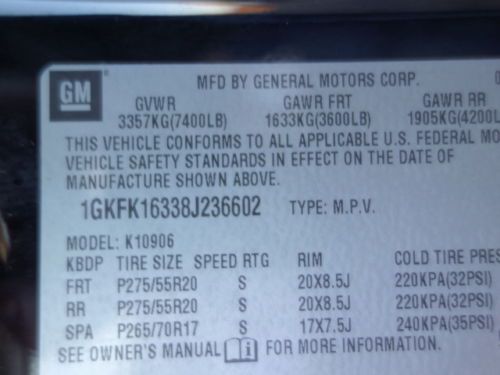 GM MFD BY GENERAL MOTORS CORP.
GVWR GAWR FRT GAWR RR
3357KG(7400LB) 1633KG(3600LB) 1905KG(4200L
THIS VEHICLE CONFORMS TO ALL APPLICABLE U.S. FEDERAL MO
VEHICLE SAFETY STANDARDS IN EFFECT ON THE DATE OF
MANUFACTURE SHOWN ABOVE.
1GKFK16338J236602 TYPE: M.P.V.
MODEL: K10906
KBDP TIRE SIZE SPEED RTG RIM COLD TIRE PRES
FRT P275/55R20 S 20X8.5J 220KPA(32PSI)
RR P275/55R20 S 20X8.5J 220KPA(32PSI)
SPA P265/70R17 S 17X7.5J 240KPA(35PSI)
SEE OWNER'S MANUAL i FOR MORE INFORMATION.